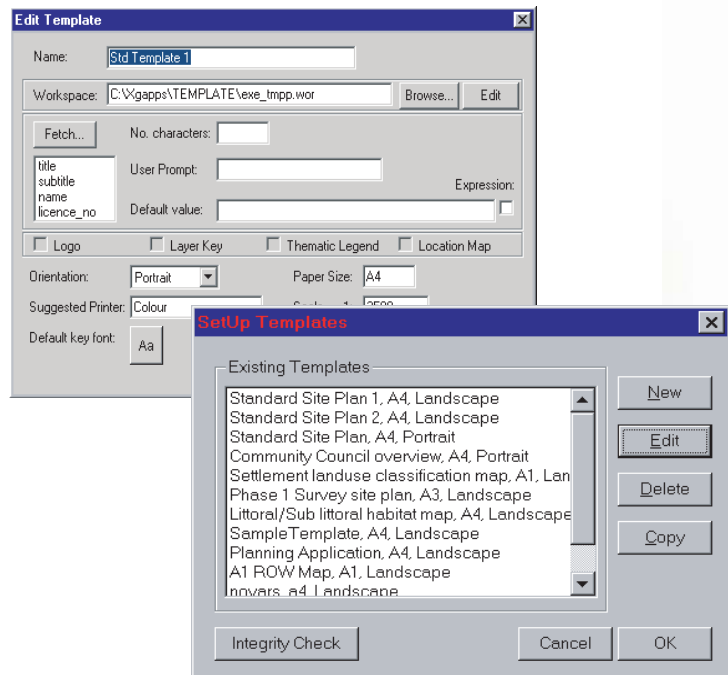 Edit Template
Name: Std Template 1
Workspace: C:\Xgapps\TEMPLATE\exe_tmpp.wor Browse... Edit
Fetch... No. characters:
title
subtitle
name
licence_no
User Prompt:
Expression:
Default value:
Logo Layer Key Thematic Legend Location Map
Orientation: Portrait Paper Size: A4
Suggested Printer: Colour 2500
Default key font: Aa
SetUp Templates
Existing Templates
Standard Site Plan 1, A4, Landscape
Standard Site Plan 2, A4, Landscape
Standard Site Plan, A4, Portrait
Community Council overview, A4, Portrait
Settlement landuse classification map, A1, Lan
Phase 1 Survey site plan, A3, Landscape
Littoral/Sub littoral habitat map, A4, Landscape
SampleTemplate, A4, Landscape
Planning Application, A4, Landscape
A1 ROW Map, A1, Landscape
novars, a4, Landscape
New
Edit
Delete
Copy
Integrity Check Cancel OK